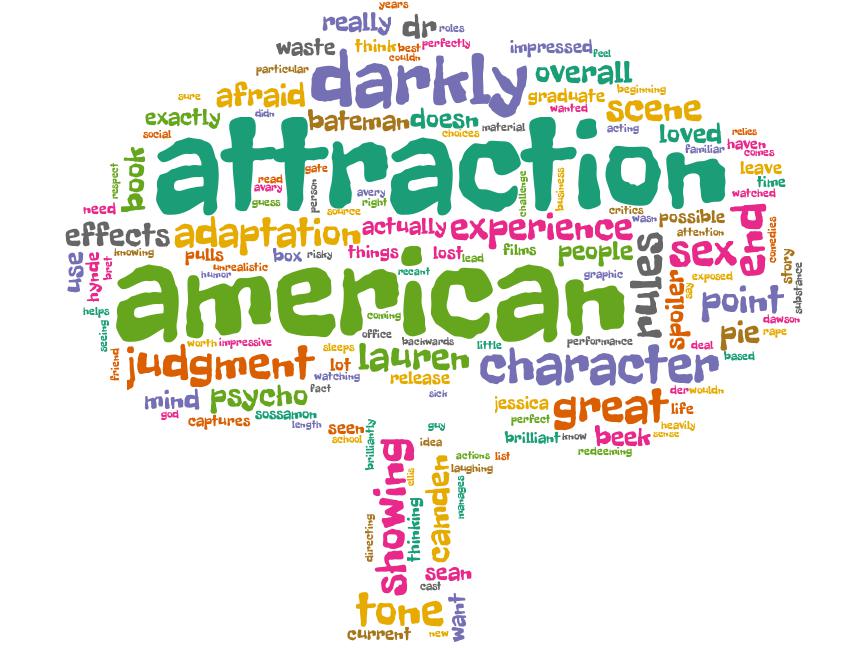 years
really dr roles
waste think best perfectly impressed feel
couldn
particular darkly overall
sure afraid graduate beginning
wanted scene
exactly didn bateman doesn choices material acting loved relies
social familiar haven comes
attraction
respect book read gate avary person avery guess right source challenge business leave time watched
need critics wasn possible
effects adaptation actually experience attention end comedies
knowing pulls box risky things lost lead films people rules sex story
use hynde bret unrealistic humor recant graphic spoiler say exposed substance
american
point
helps coming dawson
seeing office pie rape
worth impressive sleeps backwards little performance deal based
friend judgment lot lauren character
watching release
mind psycho fact sick der wouldn
god captures sossamon length jessica great life
perfect heavily
seen school brilliantly guy brilliant know beek sense
idea redeeming
showing ellis camden actions list
laughing
directing thinking manages
sean
cast
tone want
current new